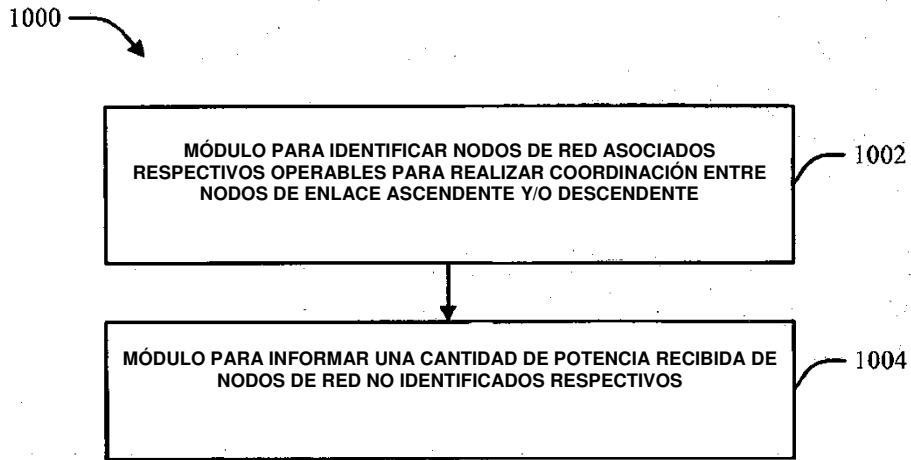 1000
MÓDULO PARA IDENTIFICAR NODOS DE RED ASOCIADOS
RESPECTIVOS OPERABLES PARA REALIZAR COORDINACIÓN ENTRE
NODOS DE ENLACE ASCENDENTE Y/O DESCENDENTE
1002
MÓDULO PARA INFORMAR UNA CANTIDAD DE POTENCIA RECIBIDA DE
NODOS DE RED NO IDENTIFICADOS RESPECTIVOS
1004